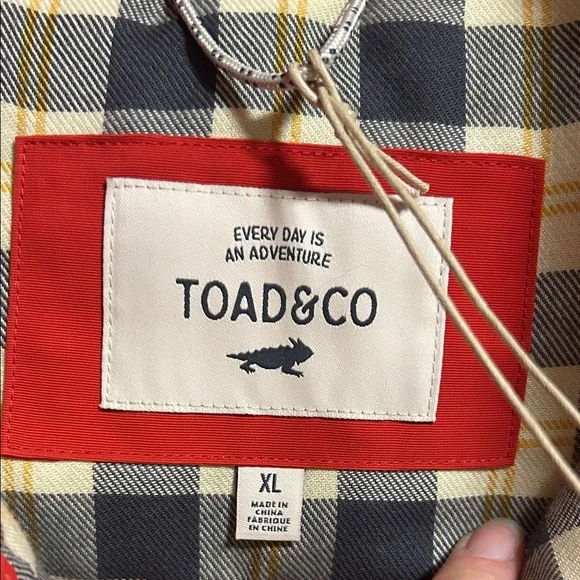 EVERY DAY IS
AN ADVENTURE
TOAD&CO
XL
MADE IN
CHINA
FABRIQUÉ
EN CHINE